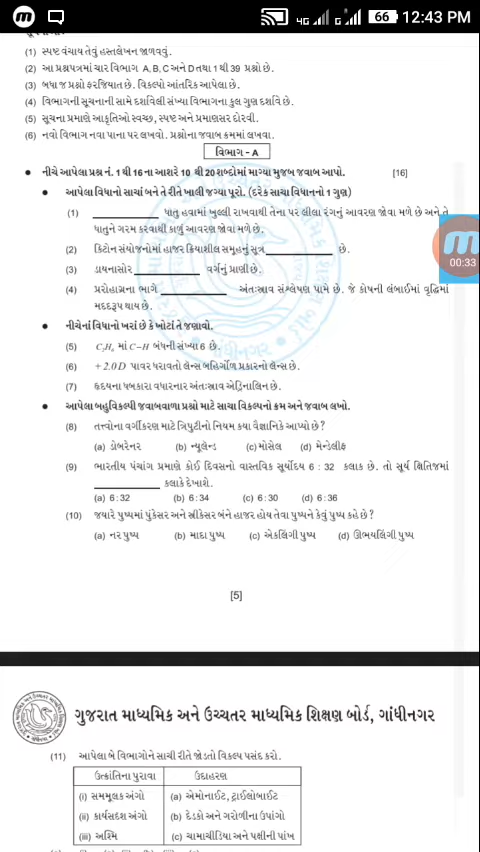 4G
G
66
12:43 PM
(1) સ્પષ્ટ વંચાય તેવું હસ્તલેખન જાળવવું.
(2) આ પ્રશ્નપત્રમાં ચાર વિભાગ A, B, C અને D તથા 1 થી 39 પ્રશ્નો છે.
(3) બધા જ પ્રશ્નો ફરજિયાત છે. વિકલ્પો આંતરિક આપેલા છે.
(4) વિભાગની સૂચનાની સામે દર્શાવેલી સંખ્યા વિભાગના કુલ ગુણ દર્શાવે છે.
(5) સૂચના પ્રમાણે આકૃતિઓ સ્વચ્છ, સ્પષ્ટ અને પ્રમાણસર દોરવી.
(6) નવો વિભાગ નવા પાના પર લખવો. પ્રશ્નોના જવાબ ક્રમમાં લખવા.
વિભાગ - A
● નીચે આપેલા પ્રશ્ન નં. 1 થી 16 ના આશરે 10 થી 20 શબ્દોમાં માગ્યા મુજબ જવાબ આપો. [16]
● આપેલા વિધાનો સાચાં બને તે રીતે ખાલી જગ્યા પૂરો. (દરેક સાચા વિધાનનો 1 ગુણ)
(1) ____________ ધાતુ હવામાં ખુલ્લી રાખવાથી તેના પર લીલા રંગનું આવરણ જોવા મળે છે અને તે
ધાતુને ગરમ કરવાથી કાળું આવરણ જોવા મળે છે.
(2) કિટોન સંયોજનોમાં હાજર ક્રિયાશીલ સમૂહનું સુત્ર ____________ છે.
(3) ડાયનાસોર ____________ વર્ગનું પ્રાણી છે.
(4) પ્રરોહાગ્રના ભાગે ____________ અંતઃસ્ત્રાવ સંશ્લેષણ પામે છે. જે કોષની લંબાઈમાં વૃદ્ધિમાં
મદદરૂપ થાય છે.
● નીચેનાં વિધાનો ખરાં છે કે ખોટાં તે જણાવો.
(5) માં C–H બંધની સંખ્યા 6 છે.
(6) +2.0 D પાવર ધરાવતો લેન્સ બહિર્ગોળ પ્રકારનો લેન્સ છે.
(7) હૃદયના ધબકારા વધારનાર અંતઃસ્ત્રાવ એડ્રિનાલિન છે.
● આપેલા બહુવિકલ્પી જવાબવાળા પ્રશ્નો માટે સાચા વિકલ્પનો ક્રમ અને જવાબ લખો.
(8) તત્ત્વોના વર્ગીકરણ માટે ત્રિપુટીનો નિયમ કયા વૈજ્ઞાનિકે આપ્યો છે?
(a) ડોબરેનર (b) ન્યૂલેન્ડ (c) મોસેલ (d) મેન્ડેલીફ
(9) ભારતીય પંચાંગ પ્રમાણે કોઈ દિવસનો વાસ્તવિક સૂર્યોદય 6 : 32 કલાક છે. તો સૂર્ય ક્ષિતિજમાં
____________ કલાકે દેખાશે.
(a) 6 : 32 (b) 6 : 34 (c) 6 : 30 (d) 6 : 36
(10) જયારે પુષ્પમાં પુંકેસર અને સ્ત્રીકેસર બંને હાજર હોય તેવા પુષ્પને કેવું પુષ્પ કહે છે?
(a) નર પુષ્પ (b) માદા પુષ્પ (c) એકલિંગી પુષ્પ (d) ઊભયલિંગી પુષ્પ
00:33
[5]
ગુજરાત માધ્યમિક અને ઉચ્ચતર માધ્યમિક શિક્ષણ બોર્ડ, ગાંધીનગર
(11) આપેલા બે વિભાગોને સાચી રીતે જોડતો વિકલ્પ પસંદ કરો.
ઉત્ક્રાંતિના પુરાવા ઉદાહરણ
(i) સમમૂલક અંગો (a) એમોનાઈટ, ટ્રાઈલોબાઈટ
(ii) કાર્યસદશ અંગો (b) દેડકો અને ગરોળીના ઉપાંગો
(iii) અશ્મિ (c) ચામાચીડિયા અને પક્ષીની પાંખ